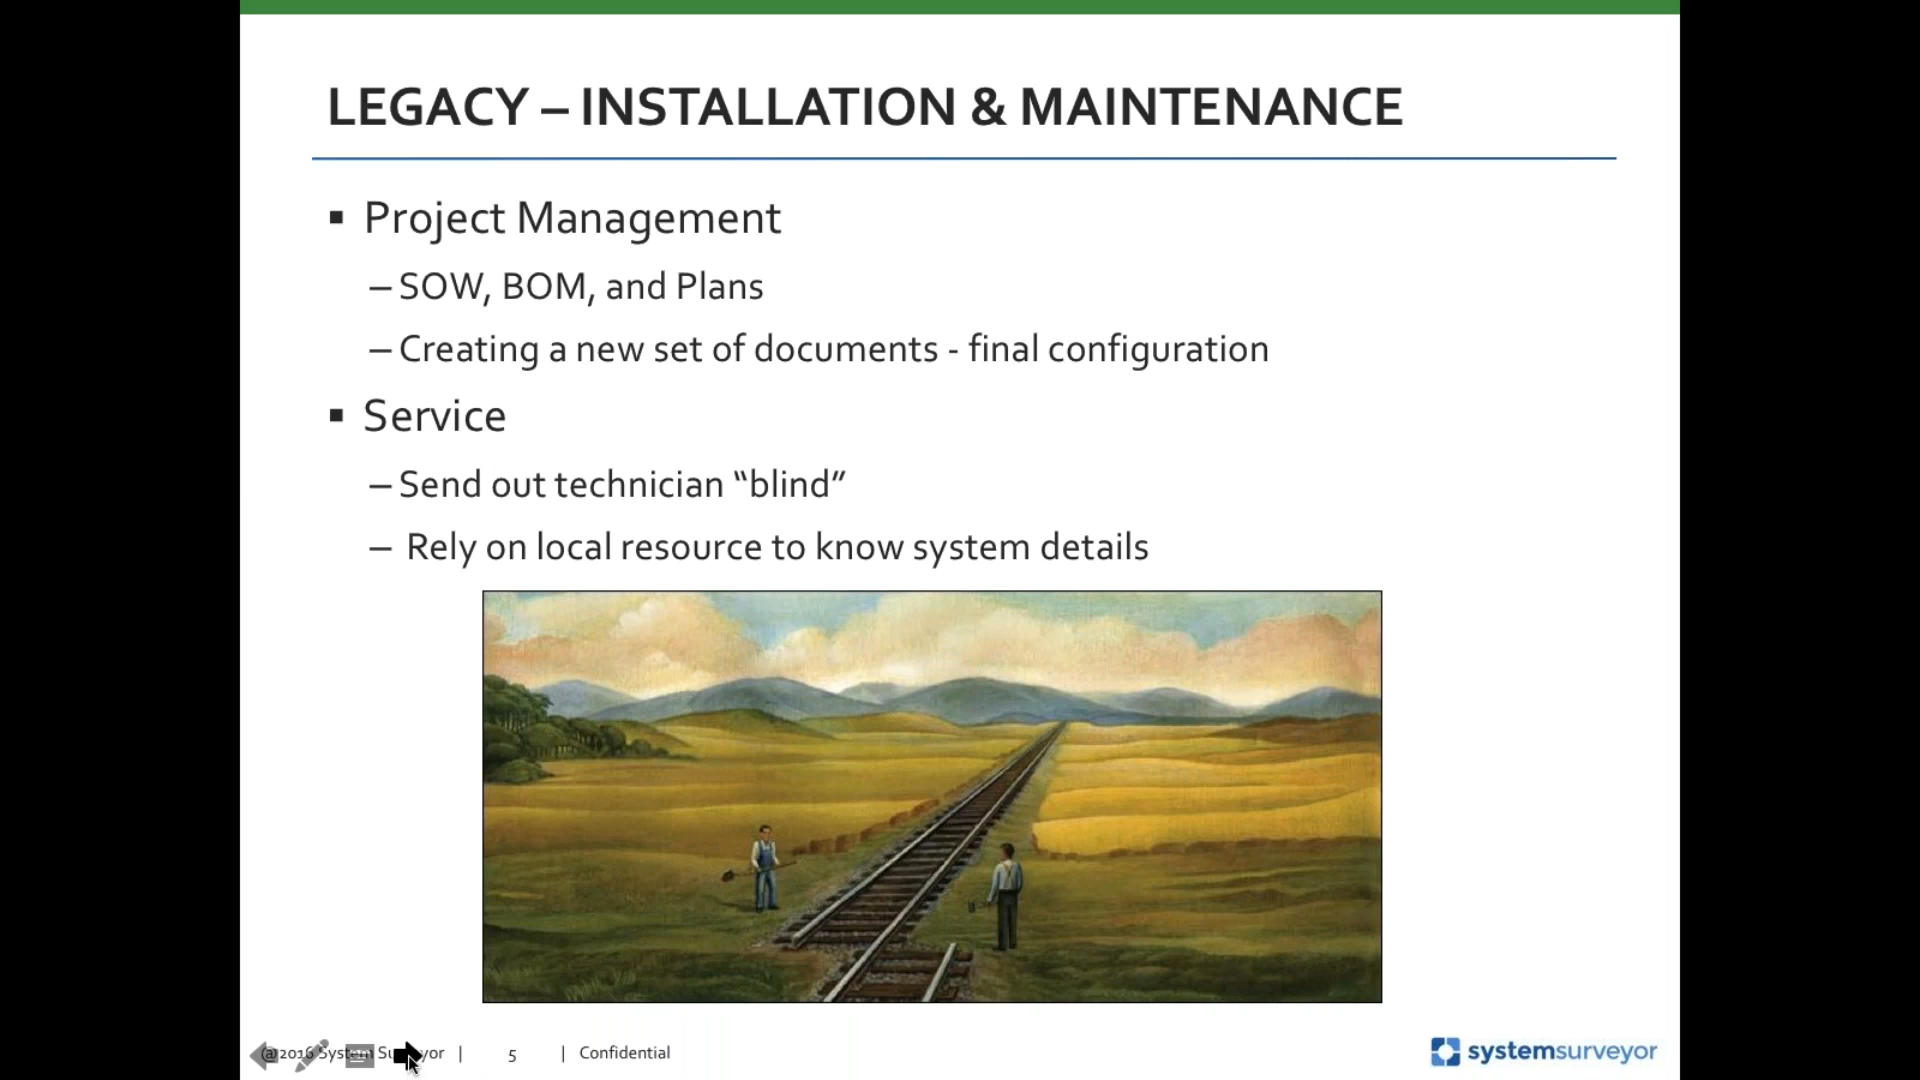 LEGACY – INSTALLATION & MAINTENANCE
▪ Project Management
– SOW, BOM, and Plans
– Creating a new set of documents - final configuration
▪ Service
– Send out technician “blind”
– Rely on local resource to know system details
@2016 System Surveyor | 5 | Confidential
systemsurveyor